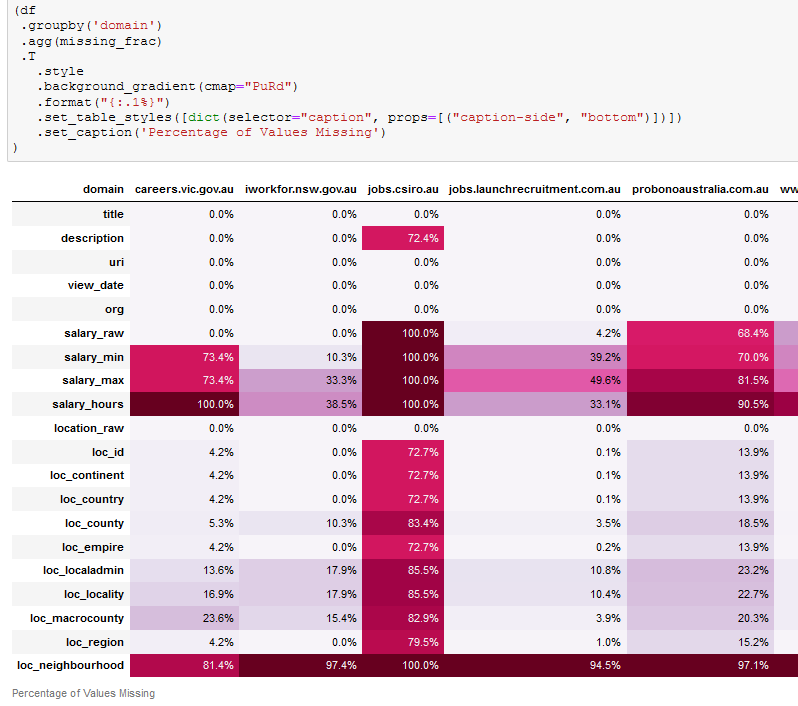 (df
.groupby('domain')
.agg(missing_frac)
.T
.style
.background_gradient(cmap="PuRd")
.format("{:.1%}")
.set_table_styles([dict(selector="caption", props=[("caption-side", "bottom")])])
.set_caption('Percentage of Values Missing')
)
domain careers.vic.gov.au iworkfor.nsw.gov.au jobs.csiro.au jobs.launchrecruitment.com.au probonoaustralia.com.au ww
title 0.0% 0.0% 0.0% 0.0% 0.0%
description 0.0% 0.0% 72.4% 0.0% 0.0%
uri 0.0% 0.0% 0.0% 0.0% 0.0%
view_date 0.0% 0.0% 0.0% 0.0% 0.0%
org 0.0% 0.0% 0.0% 0.0% 0.0%
salary_raw 0.0% 0.0% 100.0% 4.2% 68.4%
salary_min 73.4% 10.3% 100.0% 39.2% 70.0%
salary_max 73.4% 33.3% 100.0% 49.6% 81.5%
salary_hours 100.0% 38.5% 100.0% 33.1% 90.5%
location_raw 0.0% 0.0% 0.0% 0.0% 0.0%
loc_id 4.2% 0.0% 72.7% 0.1% 13.9%
loc_continent 4.2% 0.0% 72.7% 0.1% 13.9%
loc_country 4.2% 0.0% 72.7% 0.1% 13.9%
loc_county 5.3% 10.3% 83.4% 3.5% 18.5%
loc_empire 4.2% 0.0% 72.7% 0.2% 13.9%
loc_localadmin 13.6% 17.9% 85.5% 10.8% 23.2%
loc_locality 16.9% 17.9% 85.5% 10.4% 22.7%
loc_macrocounty 23.6% 15.4% 82.9% 3.9% 20.3%
loc_region 4.2% 0.0% 79.5% 1.0% 15.2%
loc_neighbourhood 81.4% 97.4% 100.0% 94.5% 97.1%
Percentage of Values Missing